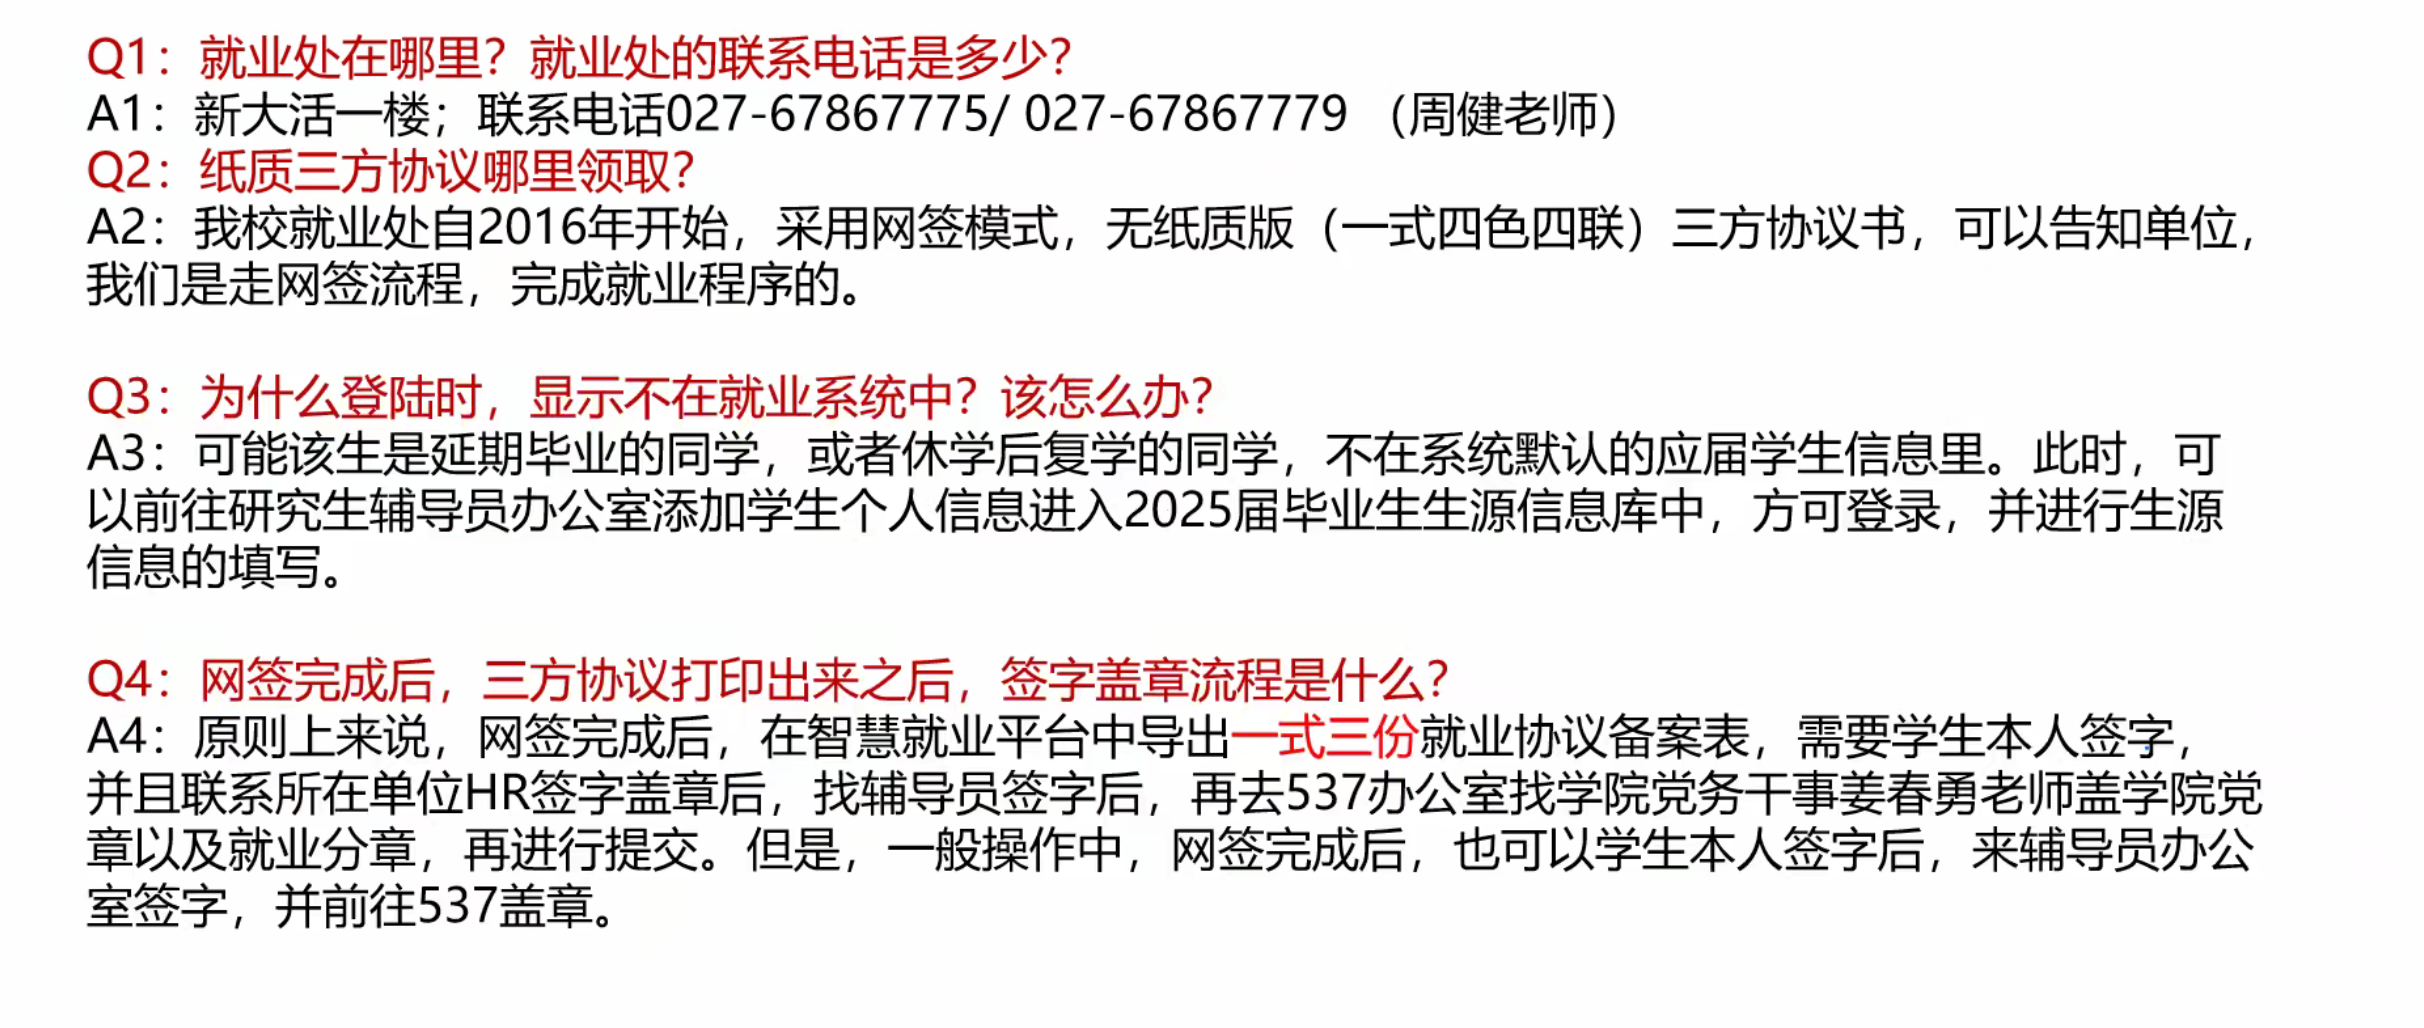 Q1：就业处在哪里？就业处的联系电话是多少？
A1：新大活一楼；联系电话027-67867775/ 027-67867779 （周健老师）
Q2：纸质三方协议哪里领取？
A2：我校就业处自2016年开始，采用网签模式，无纸质版（一式四色四联）三方协议书，可以告知单位，
我们是走网签流程，完成就业程序的。
Q3：为什么登陆时，显示不在就业系统中？该怎么办？
A3：可能该生是延期毕业的同学，或者休学后复学的同学，不在系统默认的应届学生信息里。此时，可
以前往研究生辅导员办公室添加学生个人信息进入2025届毕业生生源信息库中，方可登录，并进行生源
信息的填写。
Q4：网签完成后，三方协议打印出来之后，签字盖章流程是什么？
A4：原则上来说，网签完成后，在智慧就业平台中导出一式三份就业协议备案表，需要学生本人签字，
并且联系所在单位HR签字盖章后，找辅导员签字后，再去537办公室找学院党务干事姜春勇老师盖学院党
章以及就业分章，再进行提交。但是，一般操作中，网签完成后，也可以学生本人签字后，来辅导员办公
室签字，并前往537盖章。